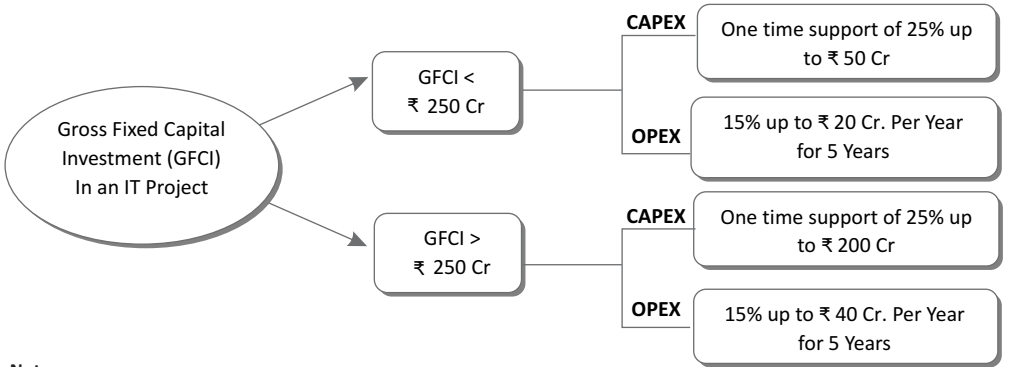 Gross Fixed Capital
Investment (GFCI)
In an IT Project
GFCI <
₹ 250 Cr
CAPEX
One time support of 25% up
to ₹ 50 Cr
OPEX
15% up to ₹ 20 Cr. Per Year
for 5 Years
GFCI >
₹ 250 Cr
CAPEX
One time support of 25% up
to ₹ 200 Cr
OPEX
15% up to ₹ 40 Cr. Per Year
for 5 Years